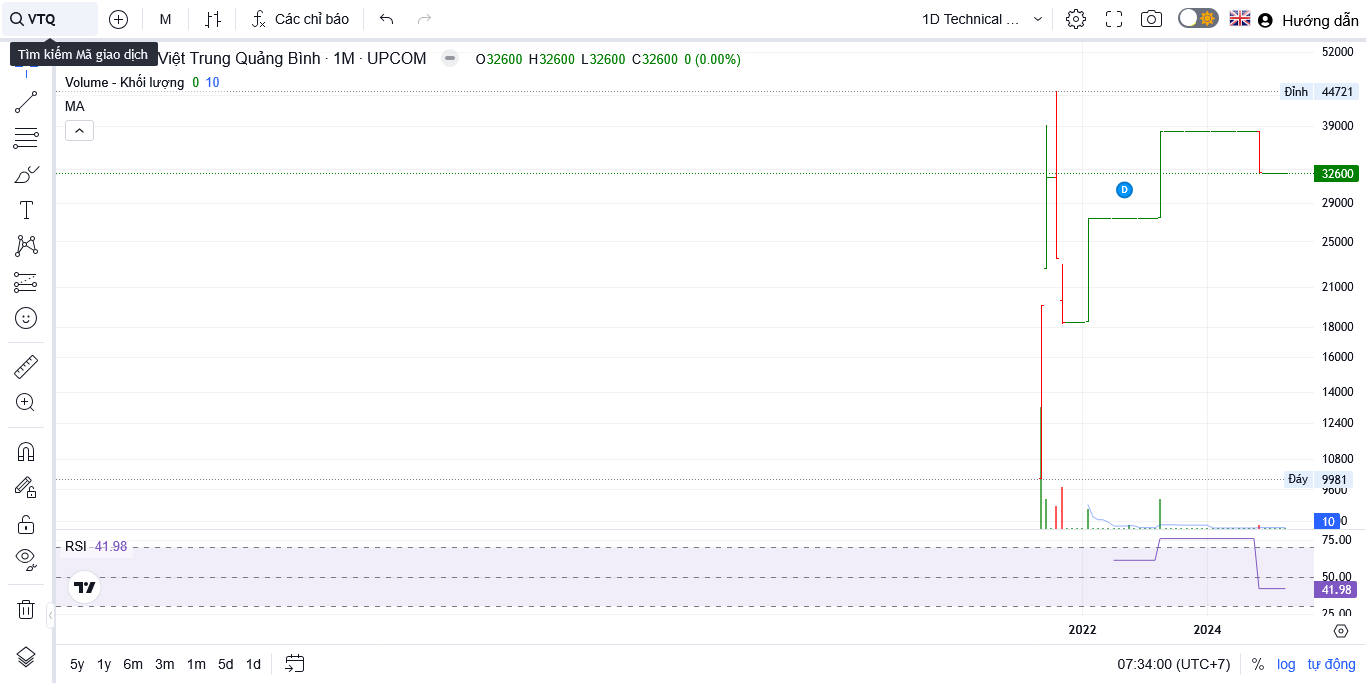 VTQ
M
Các chỉ báo
1D Technical ...
Hướng dẫn
Tìm kiếm Mã giao dịch
Việt Trung Quảng Bình · 1M · UPCOM
O32600 H32600 L32600 C32600 0 (0.00%)
Volume - Khối lượng 0 10
MA
52000
Đỉnh 44721
39000
32600
D
29000
25000
21000
18000
16000
14000
12400
10800
Đáy 9981
9600
10
0
RSI 41.98
75.00
50.00
41.98
25.00
2022
2024
5y 1y 6m 3m 1m 5d 1d
07:34:00 (UTC+7)
%
log
tự động